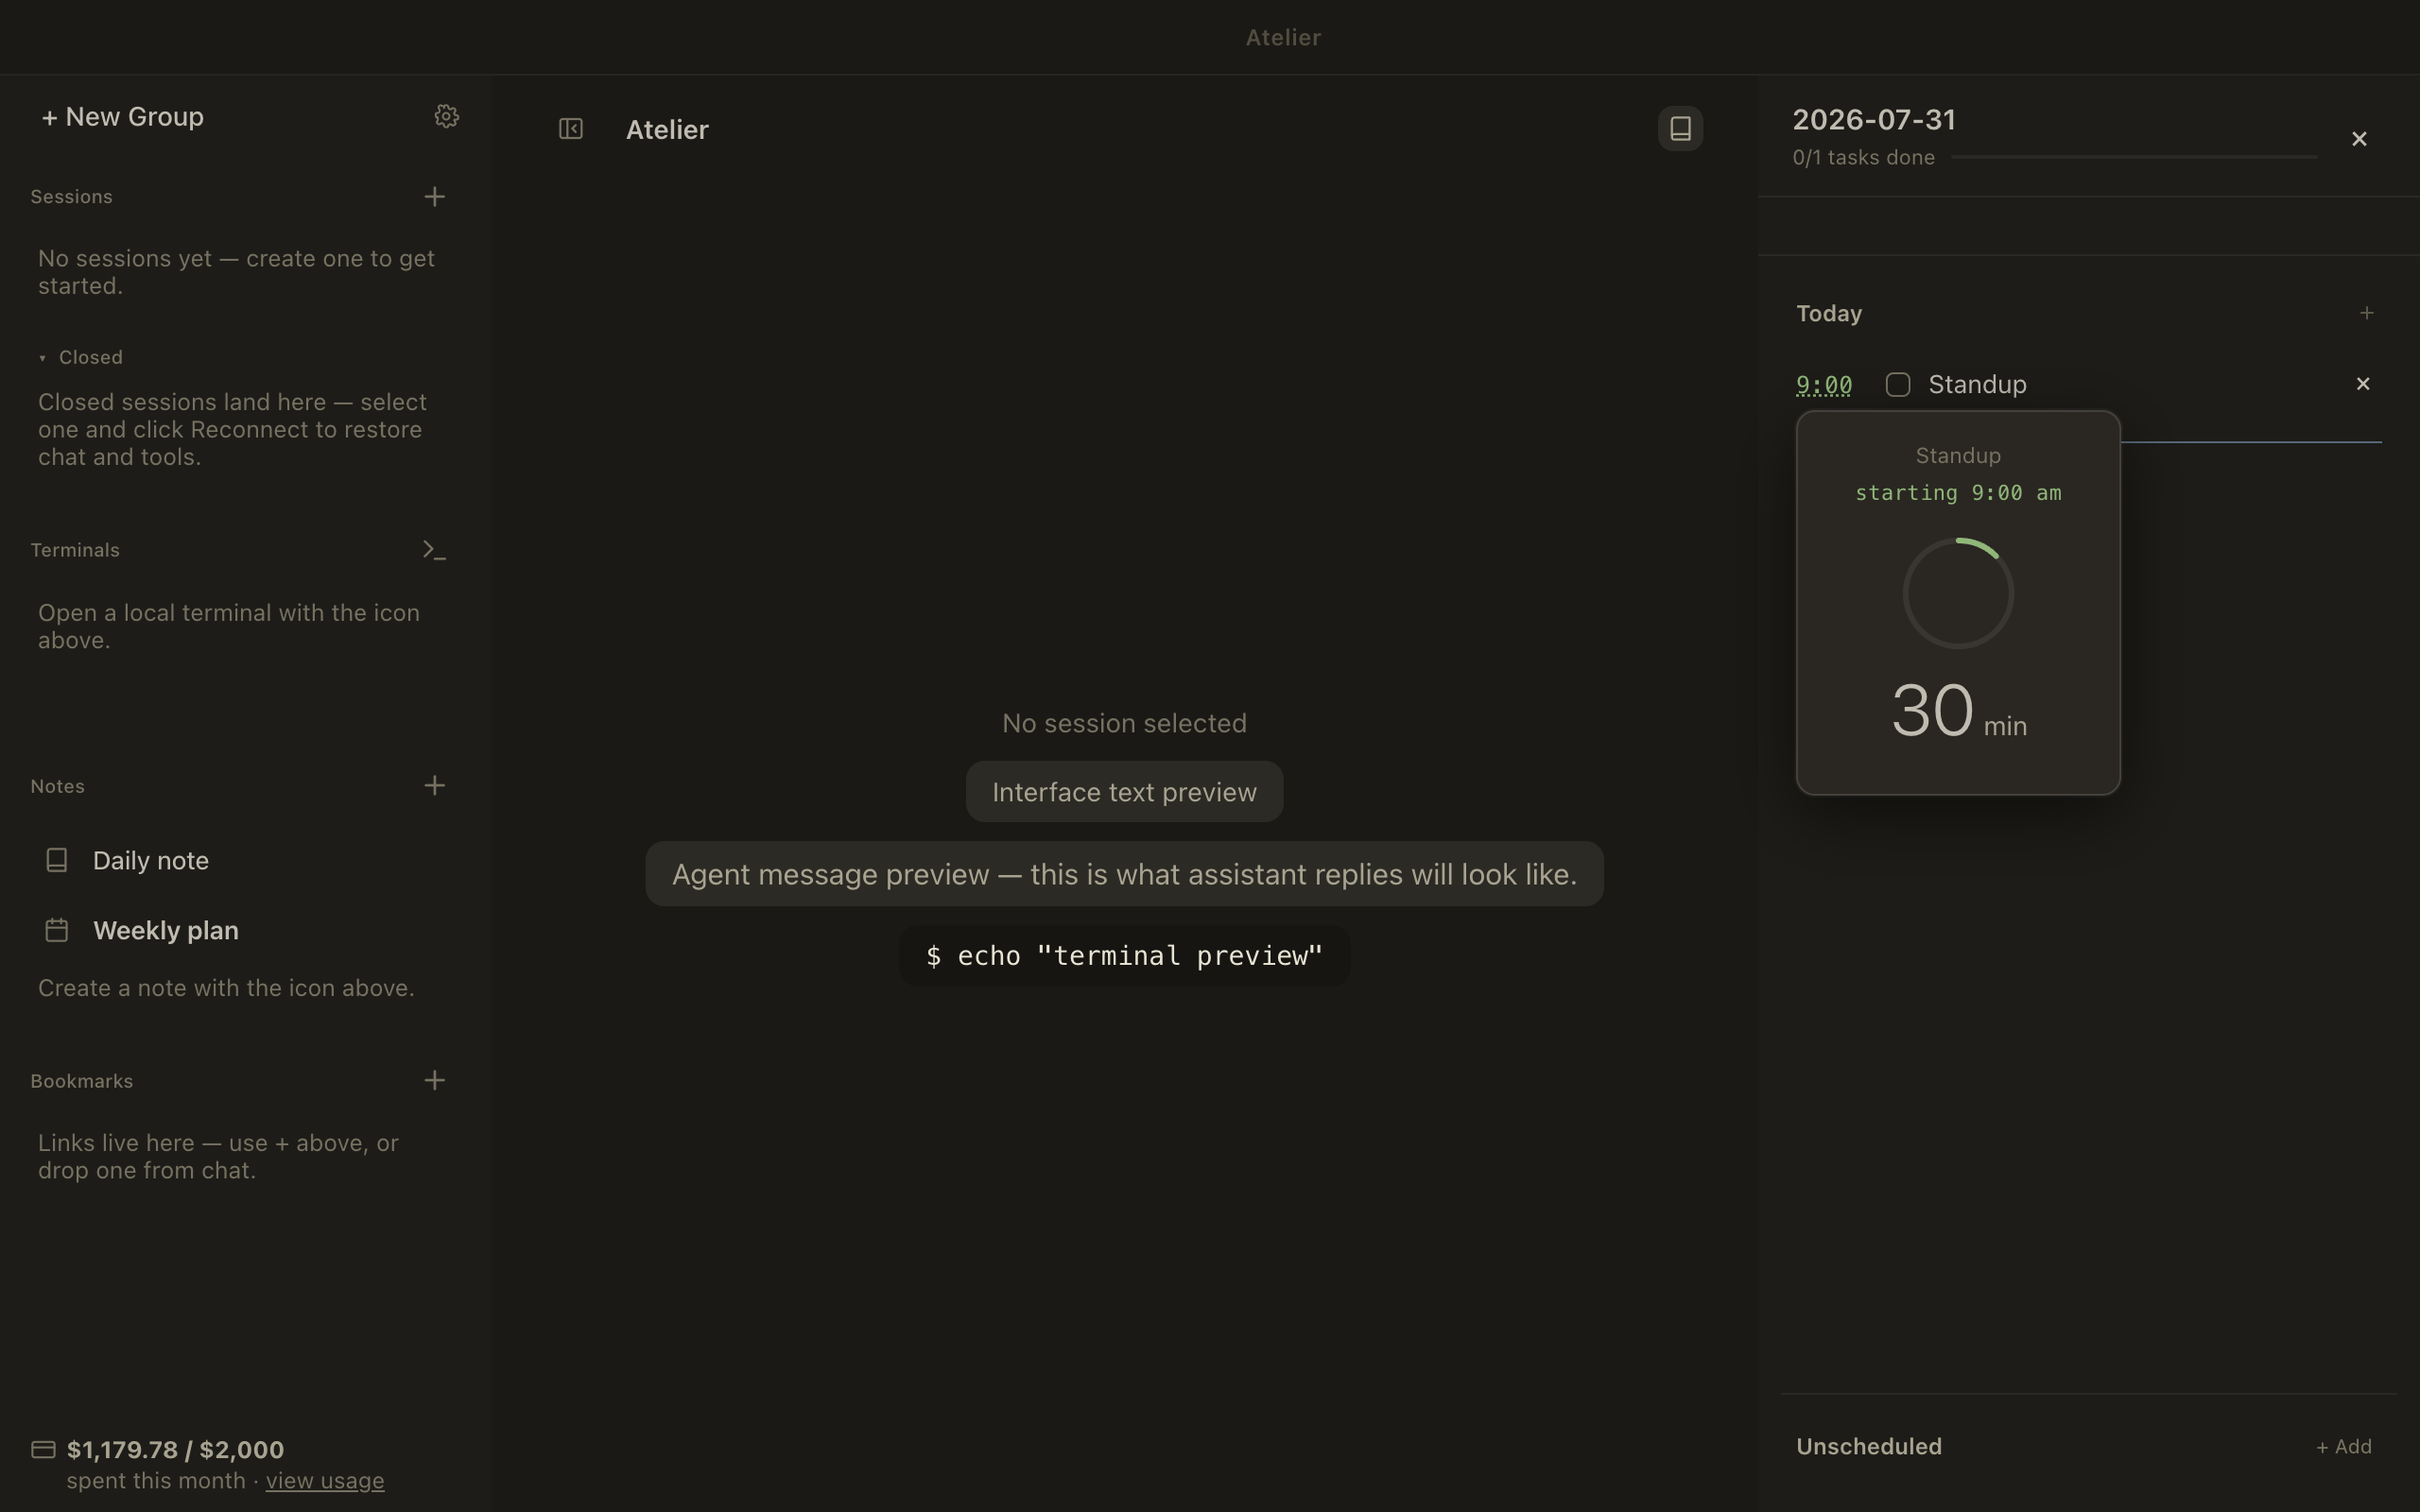 Atelier
+ New Group
Sessions
No sessions yet — create one to get
started.
Closed
Closed sessions land here — select
one and click Reconnect to restore
chat and tools.
Terminals
Open a local terminal with the icon
above.
Notes
Daily note
Weekly plan
Create a note with the icon above.
Bookmarks
Links live here — use + above, or
drop one from chat.
$1,179.78 / $2,000
spent this month · view usage
Atelier
No session selected
Interface text preview
Agent message preview — this is what assistant replies will look like.
$ echo "terminal preview"
2026-07-31
0/1 tasks done
Today
9:00 Standup
Standup
starting 9:00 am
30 min
Unscheduled
+ Add